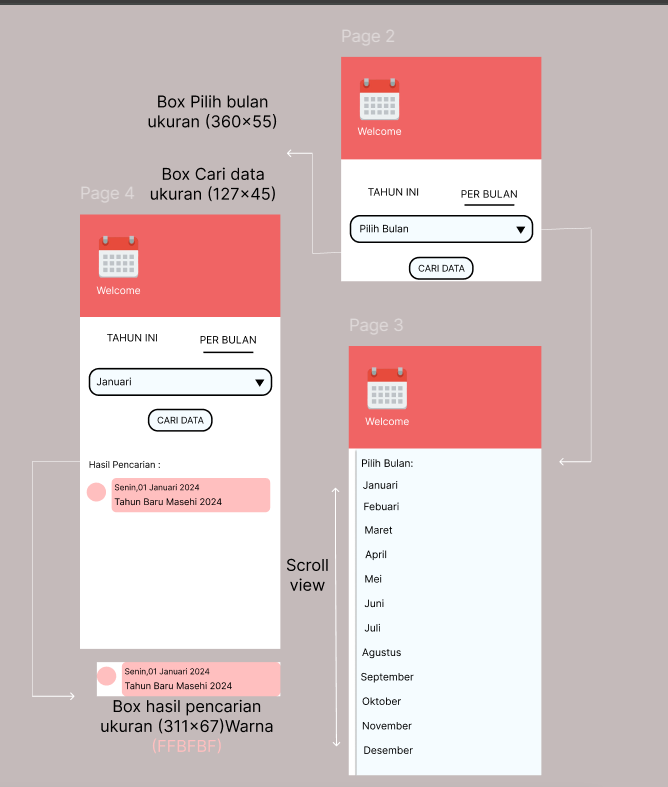 Page 2
Welcome
TAHUN INI
PER BULAN
Pilih Bulan
CARI DATA
Box Pilih bulan
ukuran (360×55)
Box Cari data
ukuran (127×45)
Page 4
Welcome
TAHUN INI
PER BULAN
Januari
CARI DATA
Hasil Pencarian :
Senin,01 Januari 2024
Tahun Baru Masehi 2024
Senin,01 Januari 2024
Tahun Baru Masehi 2024
Box hasil pencarian
ukuran (311×67)Warna
(FFBFBF)
Page 3
Welcome
Pilih Bulan:
Januari
Febuari
Maret
April
Mei
Juni
Juli
Agustus
September
Oktober
November
Desember
Scroll
view